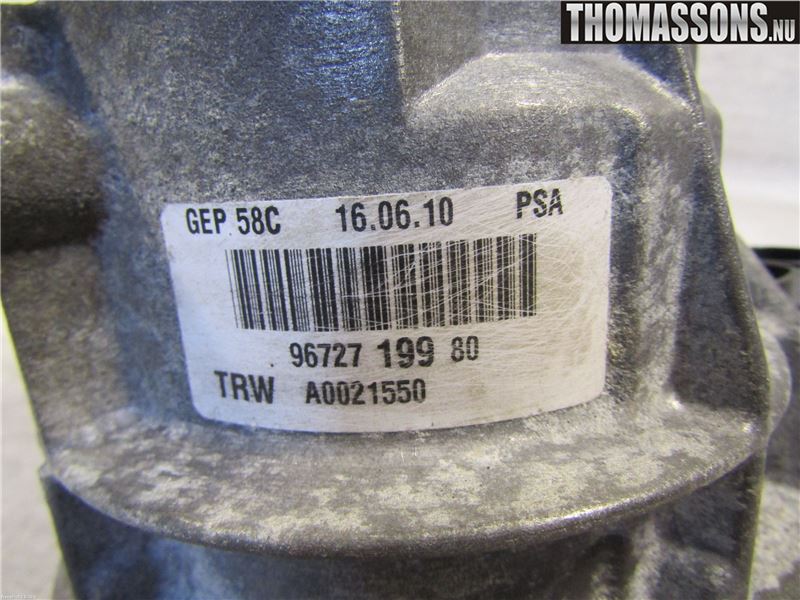 THOMASSONS.NU
GEP 58C 16.06.10 PSA
96727 199 80
TRW A0021550